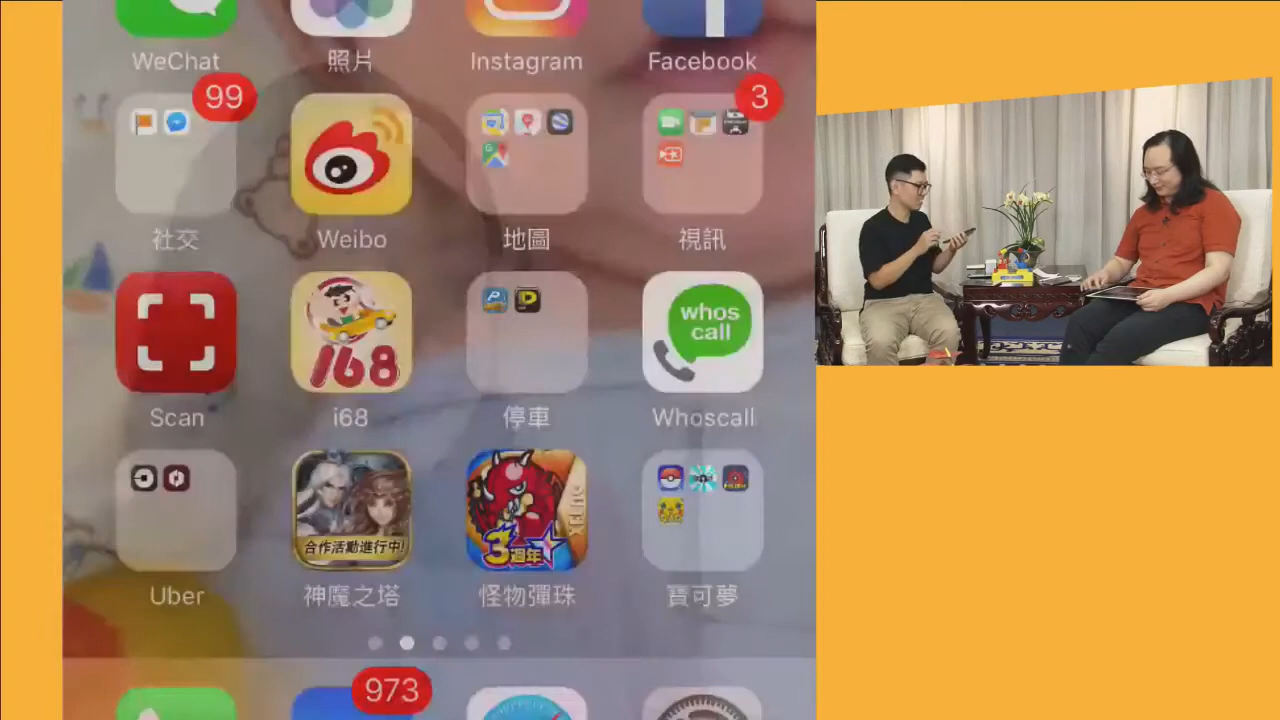 WeChat
照片
Instagram
Facebook
99
3
社交
Weibo
地圖
視訊
whos
call
168
Scan
i68
停車
Whoscall
合作活動進行中!
XFLAG
3週年
Uber
神魔之塔
怪物彈珠
寶可夢
973